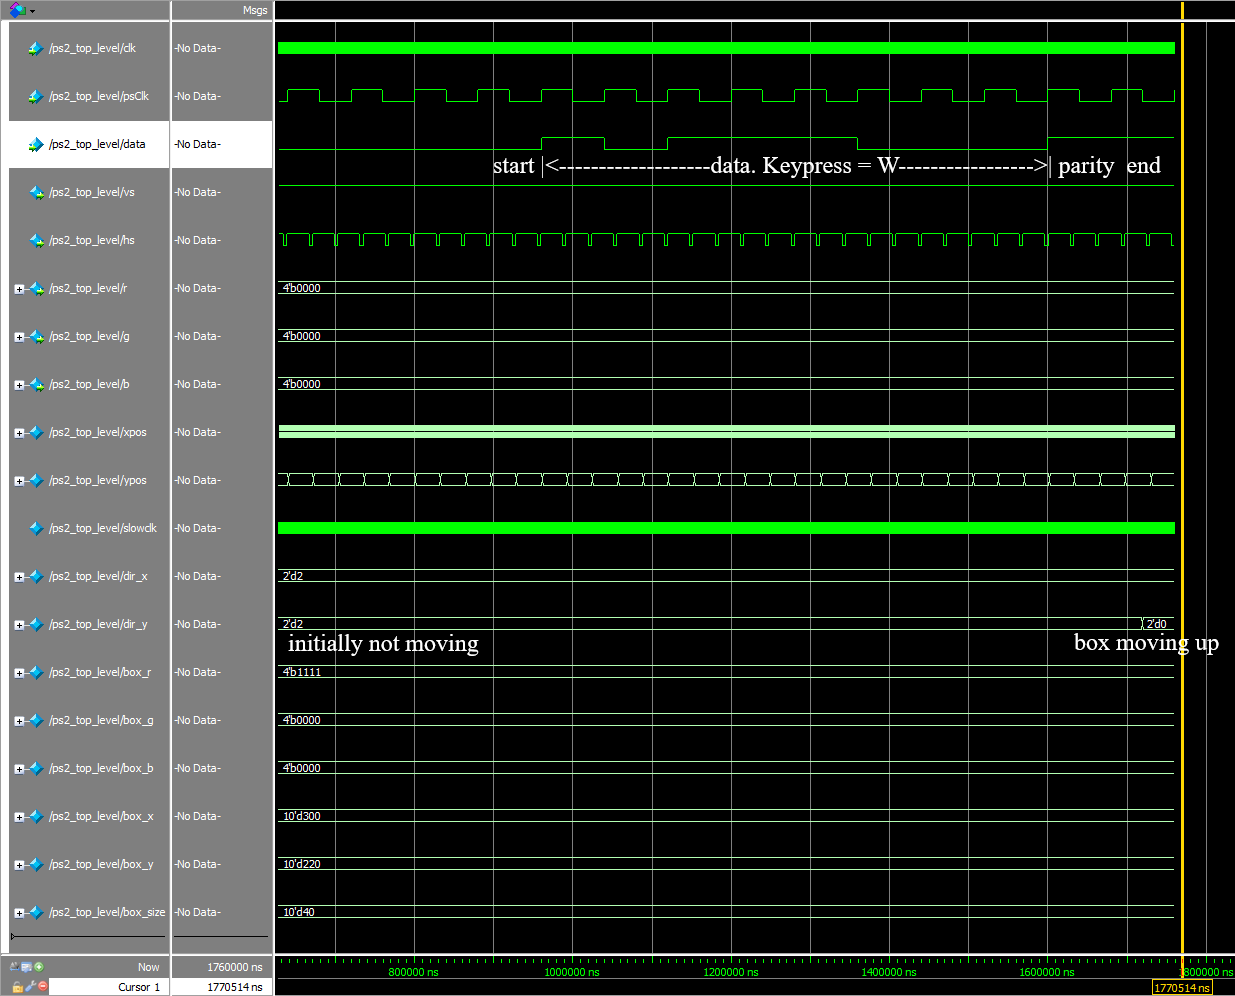 Msgs
/ps2_top_level/clk -No Data-
/ps2_top_level/psClk -No Data-
/ps2_top_level/data -No Data-
start |<----------------------data. Keypress = W------------------->| parity end
/ps2_top_level/vs -No Data-
/ps2_top_level/hs -No Data-
/ps2_top_level/r -No Data- 4'b0000
/ps2_top_level/g -No Data- 4'b0000
/ps2_top_level/b -No Data- 4'b0000
/ps2_top_level/xpos -No Data-
/ps2_top_level/ypos -No Data-
/ps2_top_level/slowclk -No Data-
/ps2_top_level/dir_x -No Data- 2'd2
/ps2_top_level/dir_y -No Data- 2'd2 2'd0
initially not moving box moving up
/ps2_top_level/box_r -No Data- 4'b1111
/ps2_top_level/box_g -No Data- 4'b0000
/ps2_top_level/box_b -No Data- 4'b0000
/ps2_top_level/box_x -No Data- 10'd300
/ps2_top_level/box_y -No Data- 10'd220
/ps2_top_level/box_size -No Data- 10'd40
Now 1760000 ns 800000 ns 1000000 ns 1200000 ns 1400000 ns 1600000 ns 1800000 ns
Cursor 1 1770514 ns 1770514 ns